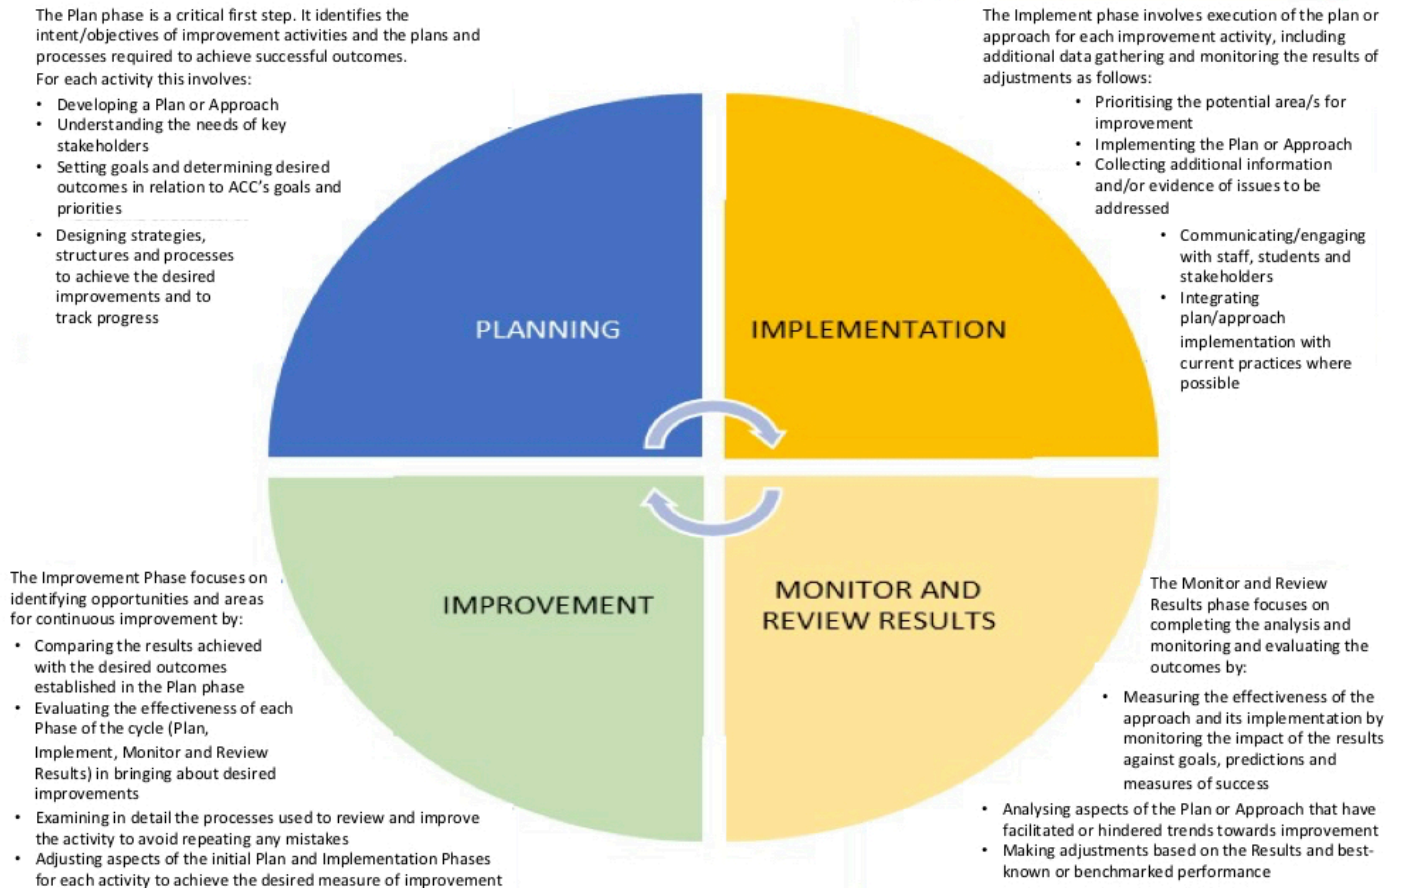 The Plan phase is a critical first step. It identifies the
intent/objectives of improvement activities and the plans and
processes required to achieve successful outcomes.
For each activity this involves:
• Developing a Plan or Approach
• Understanding the needs of key
stakeholders
• Setting goals and determining desired
outcomes in relation to ACC's goals and
priorities
• Designing strategies,
structures and processes
to achieve the desired
improvements and to
track progress
The Implement phase involves execution of the plan or
approach for each improvement activity, including
additional data gathering and monitoring the results of
adjustments as follows:
• Prioritising the potential area/s for
improvement
• Implementing the Plan or Approach
• Collecting additional information
and/or evidence of issues to be
addressed
• Communicating/engaging
with staff, students and
stakeholders
• Integrating
plan/approach
implementation with
current practices where
possible
PLANNING
IMPLEMENTATION
IMPROVEMENT
MONITOR AND
REVIEW RESULTS
The Improvement Phase focuses on
identifying opportunities and areas
for continuous improvement by:
• Comparing the results achieved
with the desired outcomes
established in the Plan phase
• Evaluating the effectiveness of each
Phase of the cycle (Plan,
Implement, Monitor and Review
Results) in bringing about desired
improvements
• Examining in detail the processes used to review and improve
the activity to avoid repeating any mistakes
• Adjusting aspects of the initial Plan and Implementation Phases
for each activity to achieve the desired measure of improvement
The Monitor and Review
Results phase focuses on
completing the analysis and
monitoring and evaluating the
outcomes by:
• Measuring the effectiveness of the
approach and its implementation by
monitoring the impact of the results
against goals, predictions and
measures of success
• Analysing aspects of the Plan or Approach that have
facilitated or hindered trends towards improvement
• Making adjustments based on the Results and best-
known or benchmarked performance